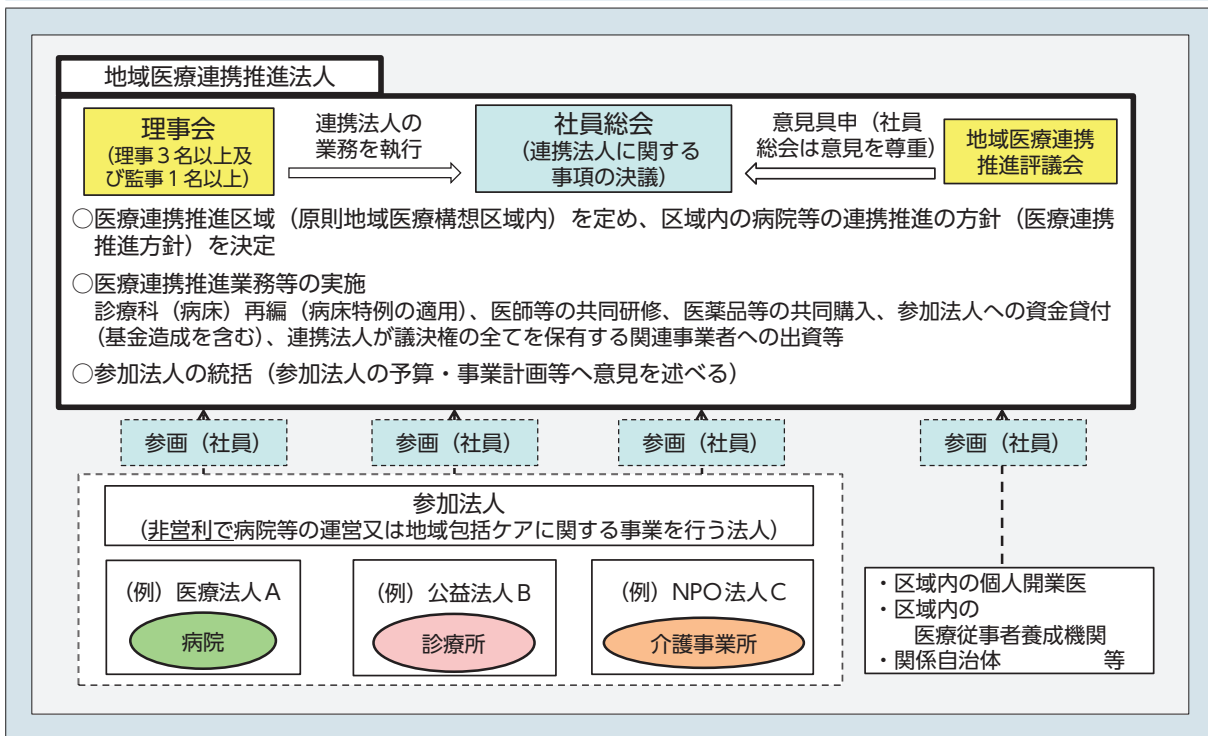 地域医療連携推進法人
理事会
(理事３名以上及
び監事１名以上)
連携法人の
業務を執行
社員総会
(連携法人に関する
事項の決議)
意見具申（社員
総会は意見を尊重）
地域医療連携
推進評議会
○医療連携推進区域（原則地域医療構想区域内）を定め、区域内の病院等の連携推進の方針（医療連携
推進方針）を決定
○医療連携推進業務等の実施
診療科（病床）再編（病床特例の適用）、医師等の共同研修、医薬品等の共同購入、参加法人への資金貸付
（基金造成を含む）、連携法人が議決権の全てを保有する関連事業者への出資等
○参加法人の統括（参加法人の予算・事業計画等へ意見を述べる）
参画（社員）
参画（社員）
参画（社員）
参画（社員）
参加法人
（非営利で病院等の運営又は地域包括ケアに関する事業を行う法人）
（例）医療法人Ａ
病院
（例）公益法人Ｂ
診療所
（例）NPO法人Ｃ
介護事業所
・区域内の個人開業医
・区域内の
医療従事者養成機関
・関係自治体　　　等